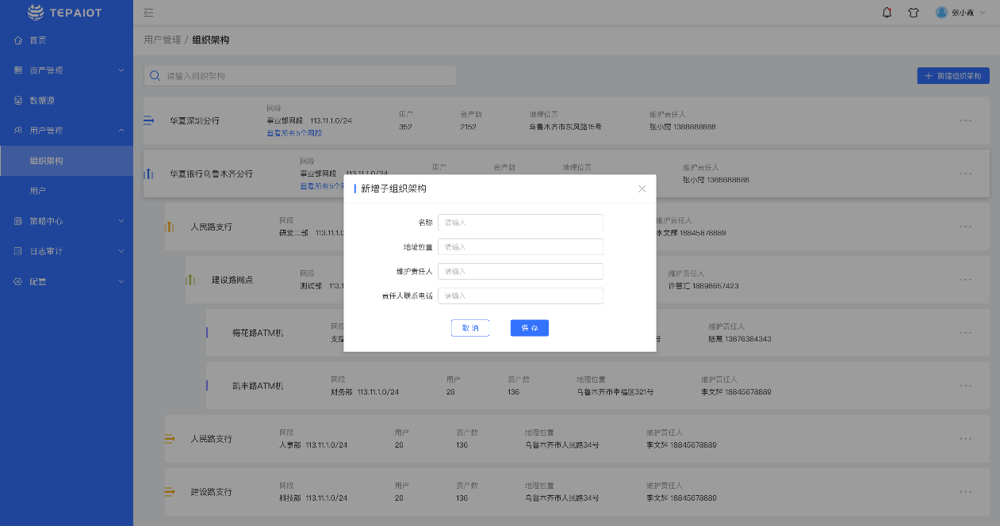 TEPAIOT
张小霞
首页
资产管理
数据源
用户管理
组织架构
用户
策略中心
日志审计
配置
用户管理 / 组织架构
请输入组织架构
新建组织架构
华夏深圳分行
网段
事业部网段 113.11.1.0/24
查看所有5个网段
用户
352
资产数
2152
地理位置
乌鲁木齐市东风路15号
维护责任人
张小霞 1388888888
华夏银行乌鲁木齐分行
网段
事业部网段 113.11.1.0/24
查看所有5个
用户
资产数
地理位置
维护责任人
张小霞 1388888888
新增子组织架构
名称 请输入
地址位置 请输入
维护责任人 请输入
责任人联系电话 请输入
取 消
保 存
人民路支行
网段
研发二部 113.11.1.0
维护责任人
李文辉 18845678889
建设路网点
网段
测试部 113.1
维护责任人
许智汇 18898657423
梅花路ATM机
网段
号
维护责任人
陆离 13876384343
凯丰路ATM机
网段
财务部 113.11.1.0/24
用户
26
资产数
136
地理位置
乌鲁木齐市幸福区321号
维护责任人
李文辉 18845678889
人民路支行
网段
人事部 113.11.1.0/24
用户
26
资产数
136
地理位置
乌鲁木齐市人民路34号
维护责任人
李文辉 18845678889
建设路支行
网段
科技部 113.11.1.0/24
用户
26
资产数
136
地理位置
乌鲁木齐市人民路34号
维护责任人
李文辉 18845678889